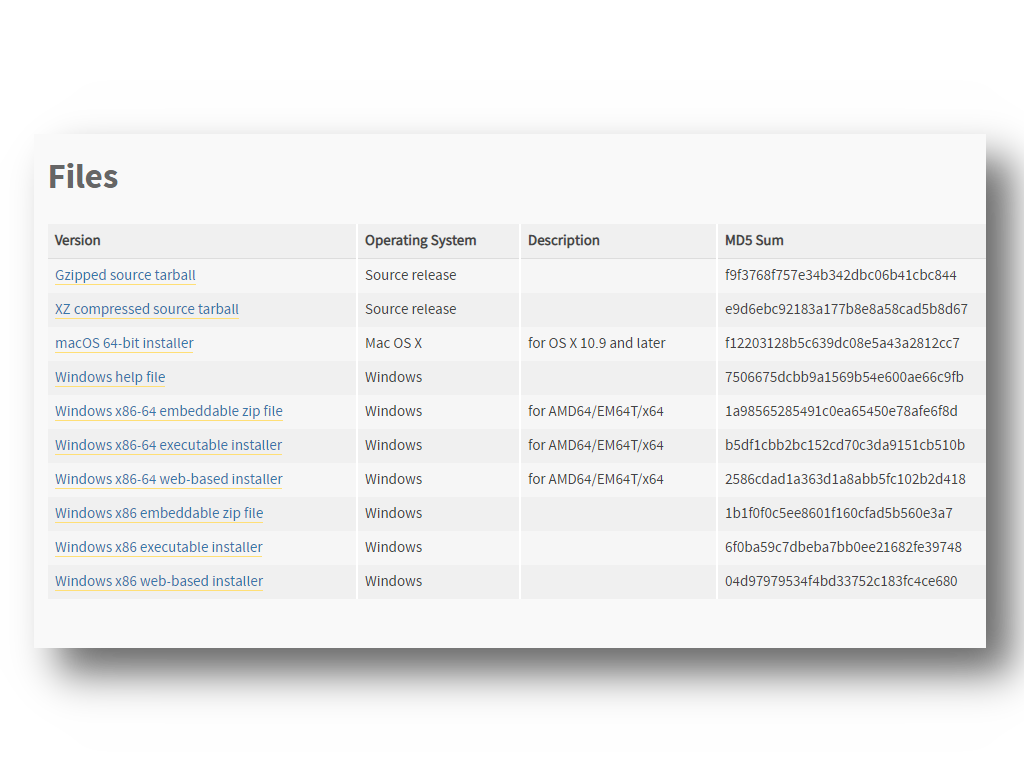 Files
Version Operating System Description MD5 Sum
Gzipped source tarball Source release f9f3768f757e34b342dbc06b41cbc844
XZ compressed source tarball Source release e9d6ebc92183a177b8e8a58cad5b8d67
macOS 64-bit installer Mac OS X for OS X 10.9 and later f12203128b5c639dc08e5a43a2812cc7
Windows help file Windows 7506675dcbb9a1569b54e600ae66c9fb
Windows x86-64 embeddable zip file Windows for AMD64/EM64T/x64 1a98565285491c0ea65450e78afe6f8d
Windows x86-64 executable installer Windows for AMD64/EM64T/x64 b5df1cbb2bc152cd70c3da9151cb510b
Windows x86-64 web-based installer Windows for AMD64/EM64T/x64 2586cdad1a363d1a8abb5fc102b2d418
Windows x86 embeddable zip file Windows 1b1f0f0c5ee8601f160cfad5b560e3a7
Windows x86 executable installer Windows 6f0ba59c7dbeba7bb0ee21682fe39748
Windows x86 web-based installer Windows 04d97979534f4bd33752c183fc4ce680